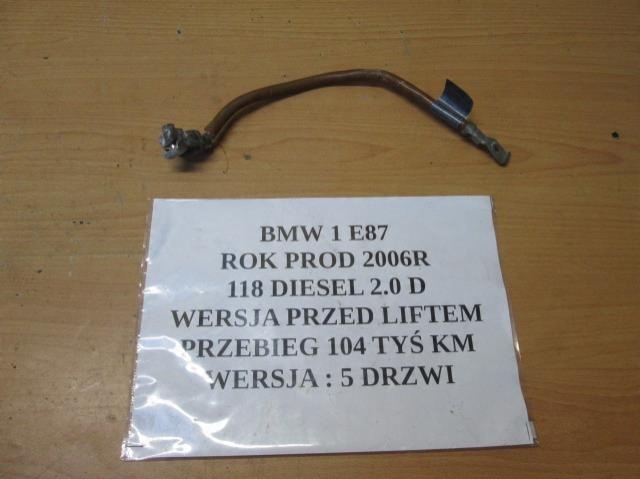 BMW 1 E87
ROK PROD 2006R
118 DIESEL 2.0 D
WERSJA PRZED LIFTEM
PRZEBIEG 104 TYŚ KM
WERSJA : 5 DRZWI